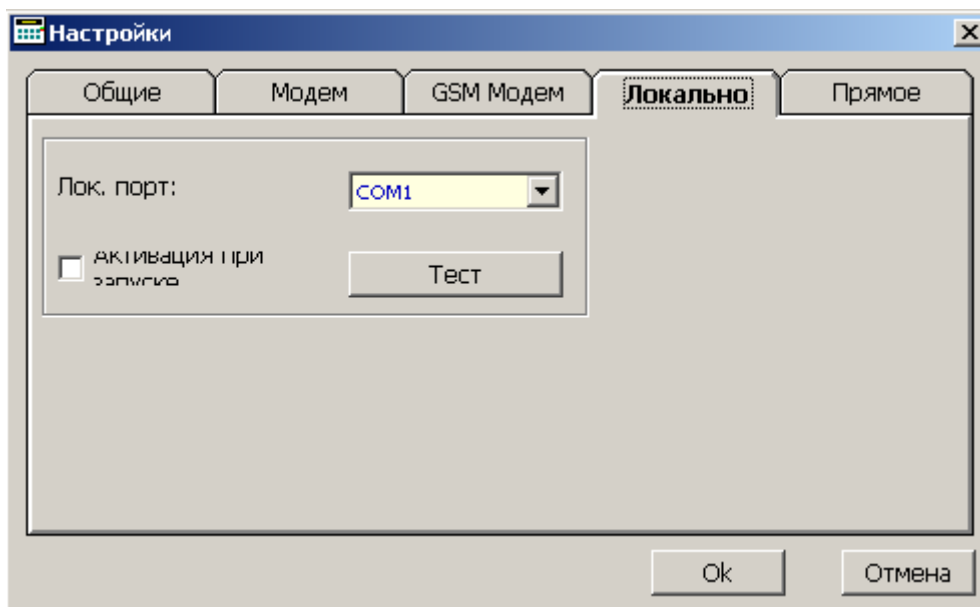 Настройки
Общие
Модем
GSM Модем
Локально
Прямое
Лок. порт:
COM1
Активация при
запуске
Тест
Ok
Отмена